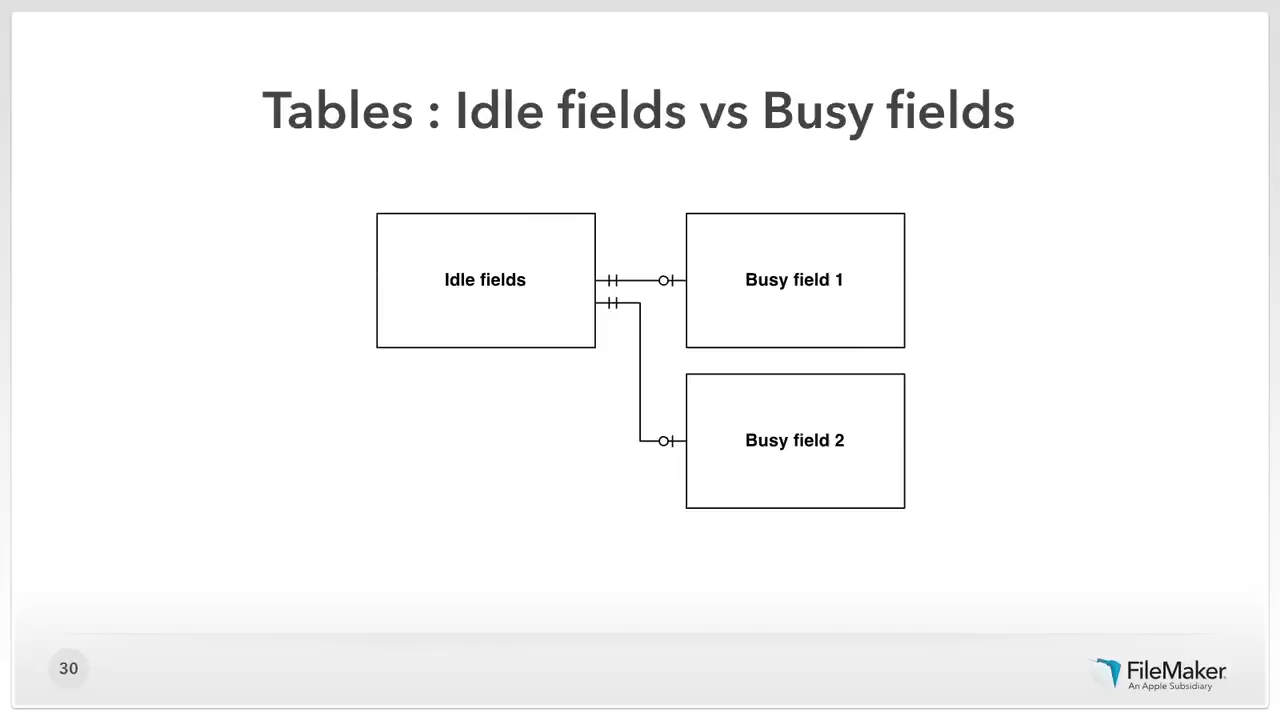 Tables : Idle fields vs Busy fields
Idle fields
Busy field 1
Busy field 2
30
FileMaker
An Apple Subsidiary